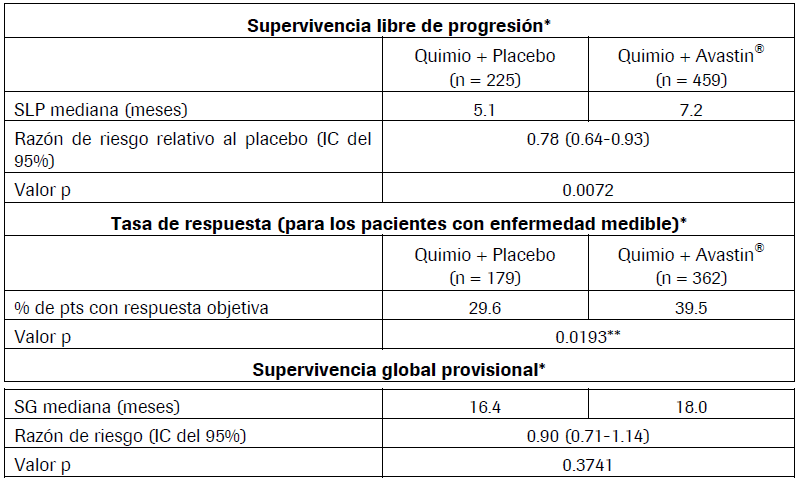 Supervivencia libre de progresión*
Quimio + Placebo Quimio + Avastin®
(n = 225) (n = 459)
SLP mediana (meses) 5.1 7.2
Razón de riesgo relativo al placebo (IC del 0.78 (0.64-0.93)
95%)
Valor p 0.0072
Tasa de respuesta (para los pacientes con enfermedad medible)*
Quimio + Placebo Quimio + Avastin®
(n = 179) (n = 362)
% de pts con respuesta objetiva 29.6 39.5
Valor p 0.0193**
Supervivencia global provisional*
SG mediana (meses) 16.4 18.0
Razón de riesgo (IC del 95%) 0.90 (0.71-1.14)
Valor p 0.3741